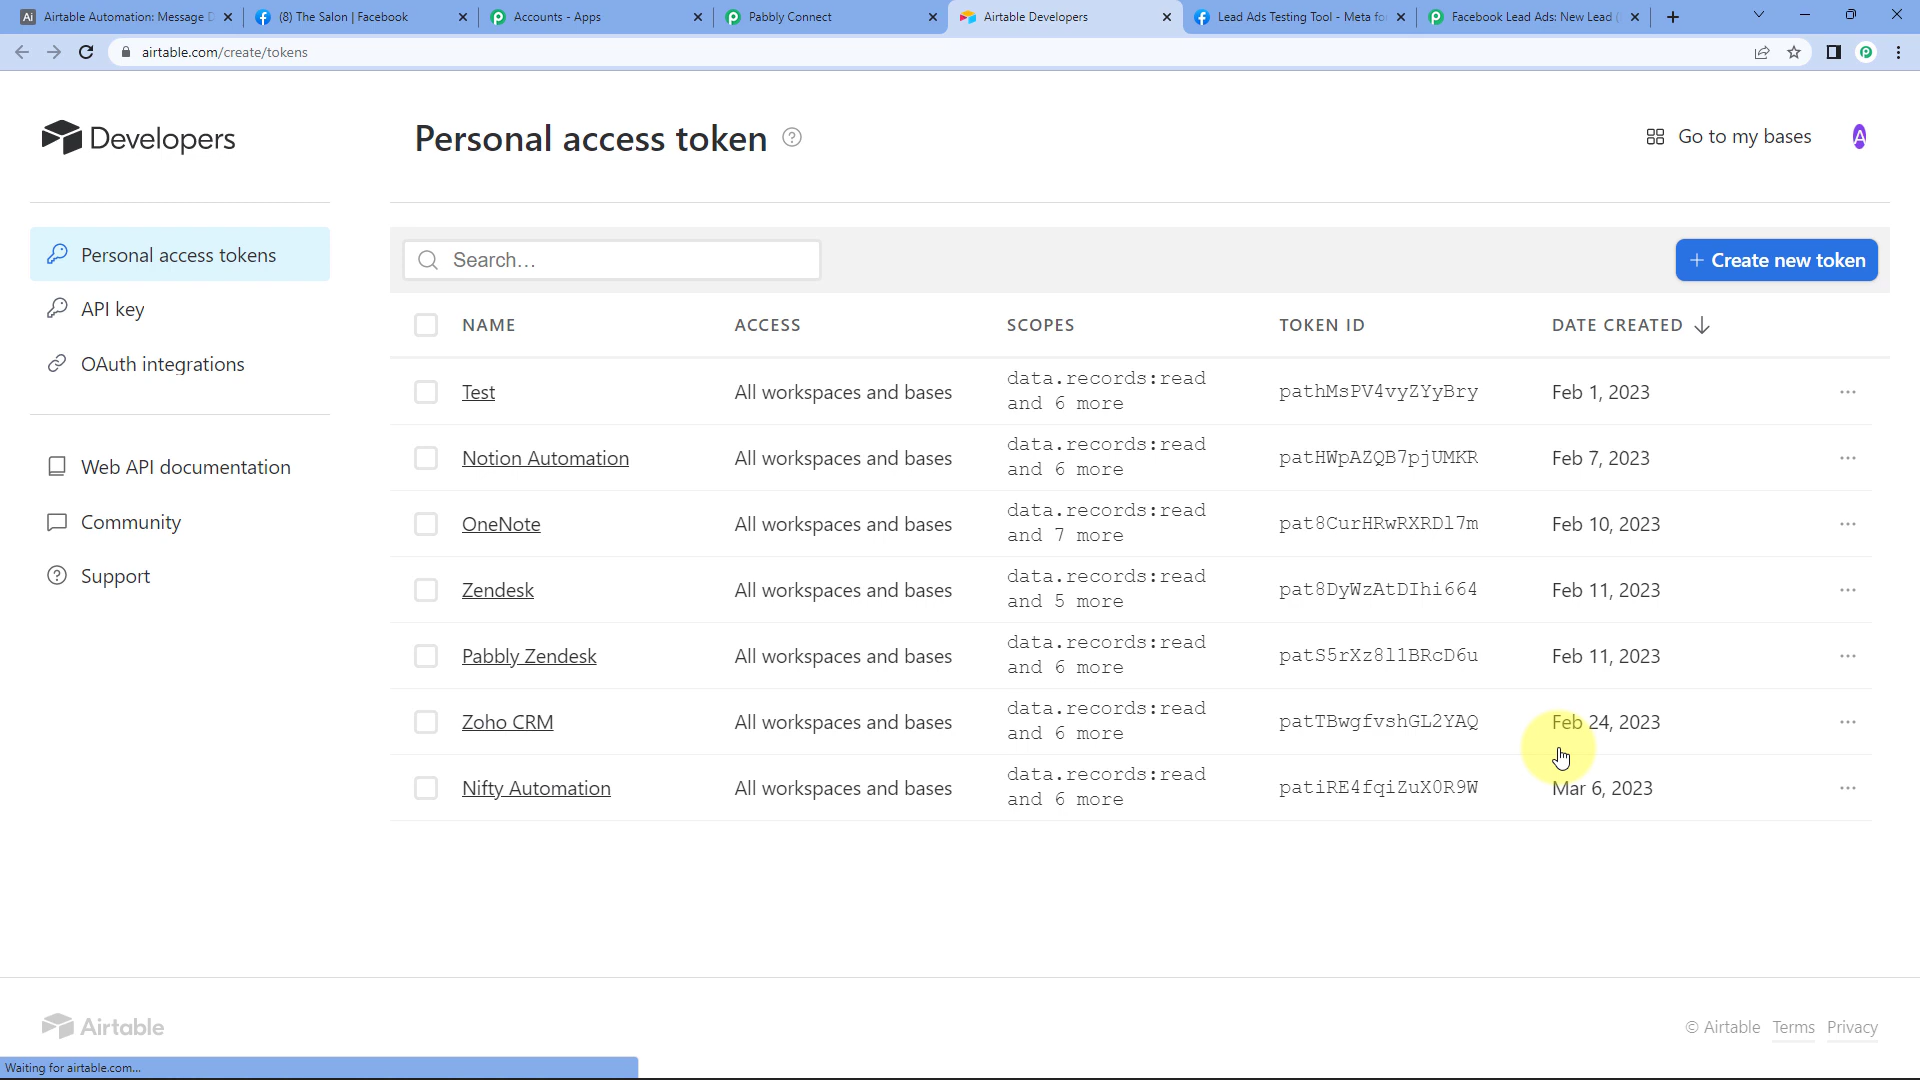 Airtable Automation: Message D
(8) The Salon | Facebook
Accounts - Apps
Pabbly Connect
Airtable Developers
Lead Ads Testing Tool - Meta fo
Facebook Lead Ads: New Lead (
airtable.com/create/tokens
Developers
Personal access token
Go to my bases
A
Personal access tokens
API key
OAuth integrations
Web API documentation
Community
Support
Search…
+ Create new token
NAME ACCESS SCOPES TOKEN ID DATE CREATED
Test All workspaces and bases data.records:read and 6 more pathMsPV4vyZYyBry Feb 1, 2023
Notion Automation All workspaces and bases data.records:read and 6 more patHWpAZQB7pjUMKR Feb 7, 2023
OneNote All workspaces and bases data.records:read and 7 more pat8CurHRwRXRDl7m Feb 10, 2023
Zendesk All workspaces and bases data.records:read and 5 more pat8DyWzAtDIhi664 Feb 11, 2023
Pabbly Zendesk All workspaces and bases data.records:read and 6 more patS5rXz8l1BRcD6u Feb 11, 2023
Zoho CRM All workspaces and bases data.records:read and 6 more patTBwgfvshGL2YAQ Feb 24, 2023
Nifty Automation All workspaces and bases data.records:read and 6 more patiRE4fqiZuX0R9W Mar 6, 2023
Airtable
© Airtable Terms Privacy
Waiting for airtable.com...